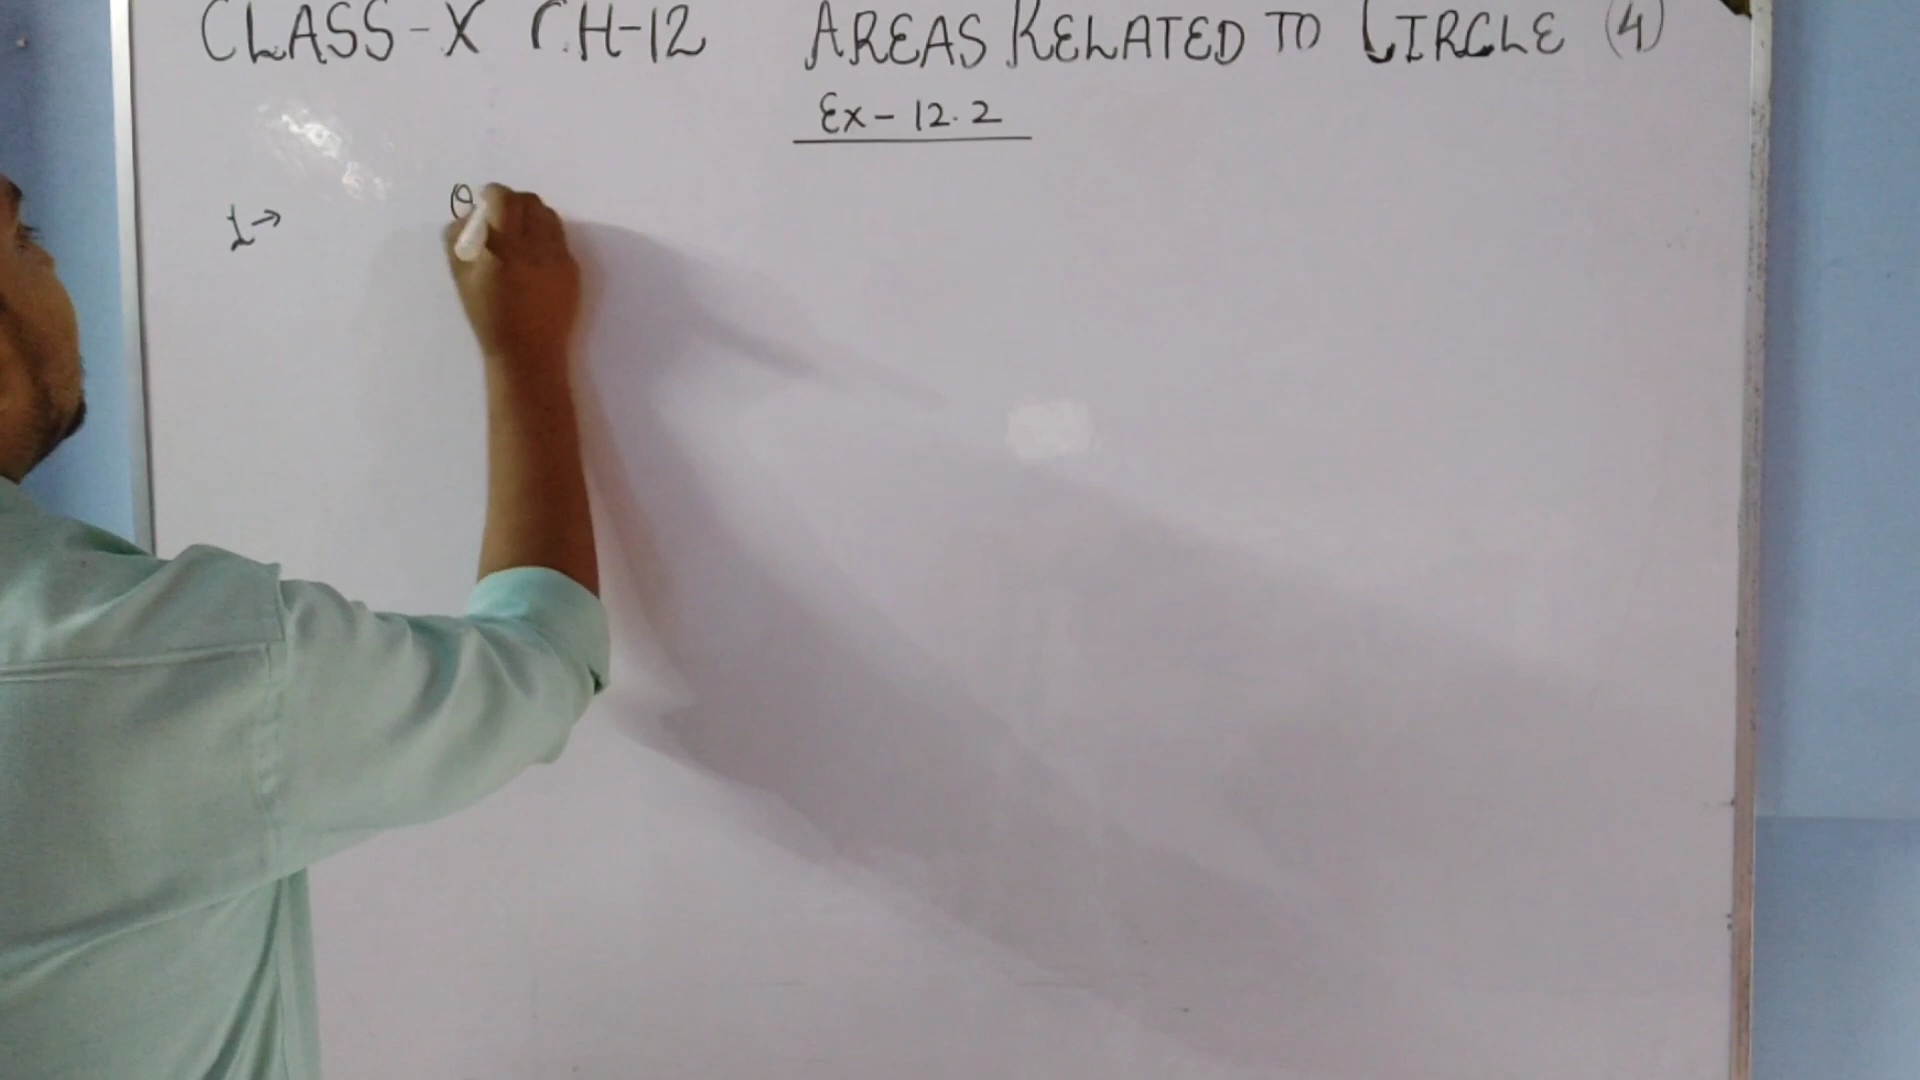 CLASS-X CH-12 AREAS RELATED TO CIRCLE (4)
Ex - 12.2
1→ θ